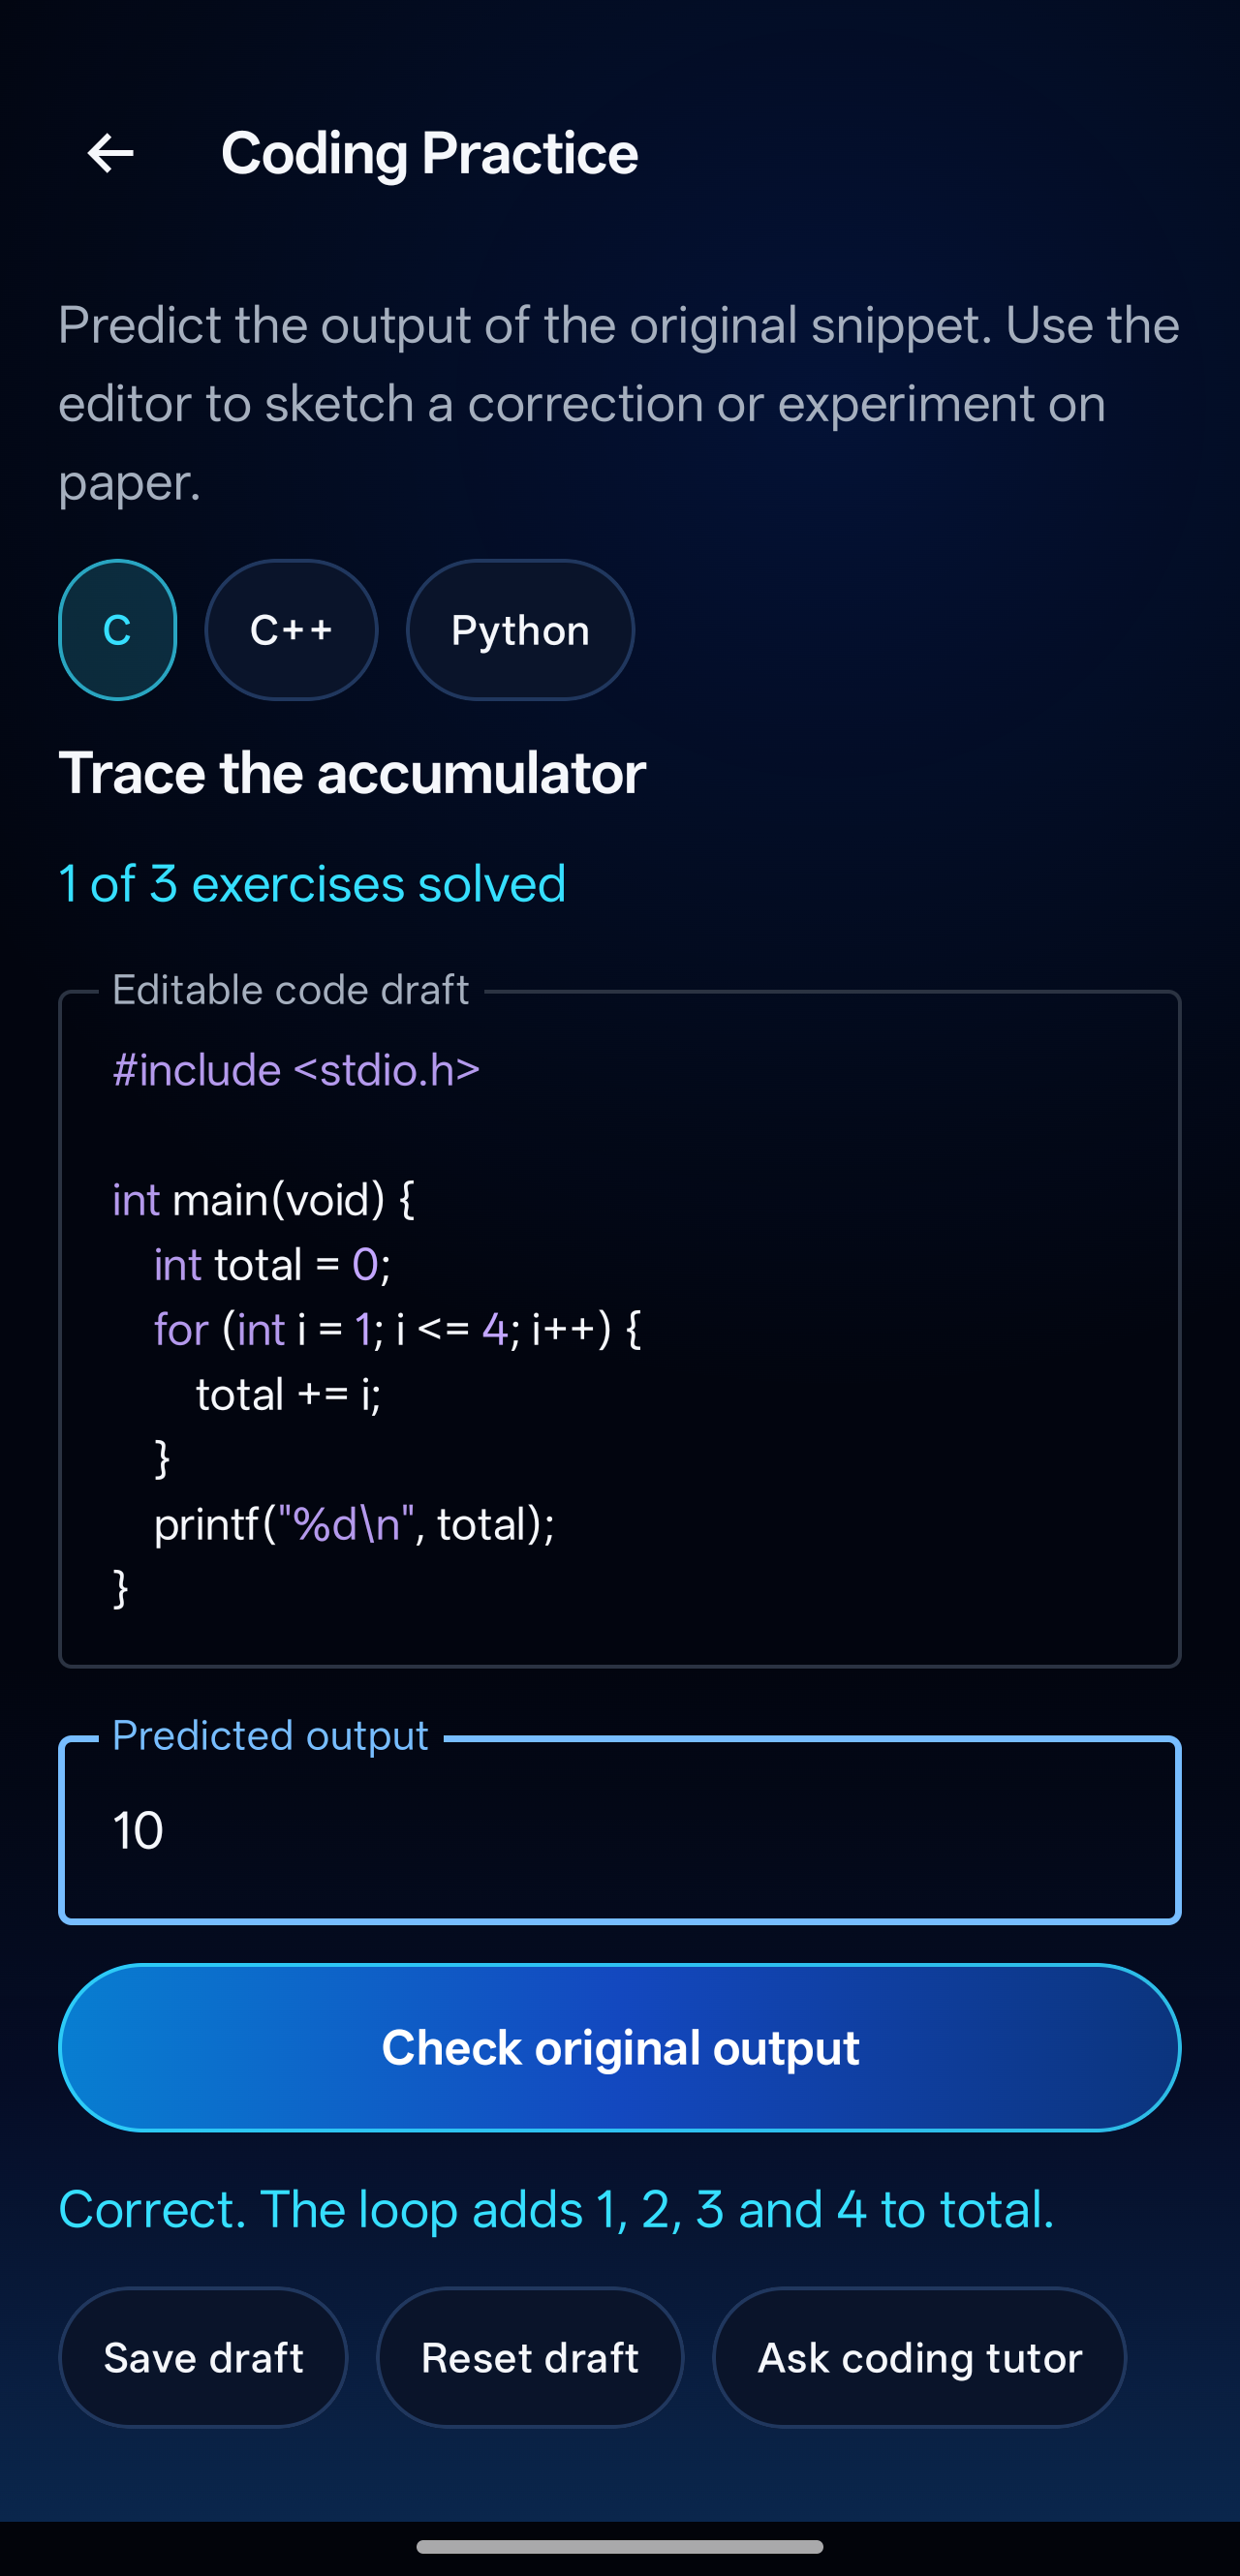 Coding Practice
Predict the output of the original snippet. Use the
editor to sketch a correction or experiment on
paper.
C
C++
Python
Trace the accumulator
1 of 3 exercises solved
Editable code draft
#include <stdio.h>
int main(void) {
    int total = 0;
    for (int i = 1; i <= 4; i++) {
        total += i;
    }
    printf("%d\n", total);
}
Predicted output
10
Check original output
Correct. The loop adds 1, 2, 3 and 4 to total.
Save draft
Reset draft
Ask coding tutor